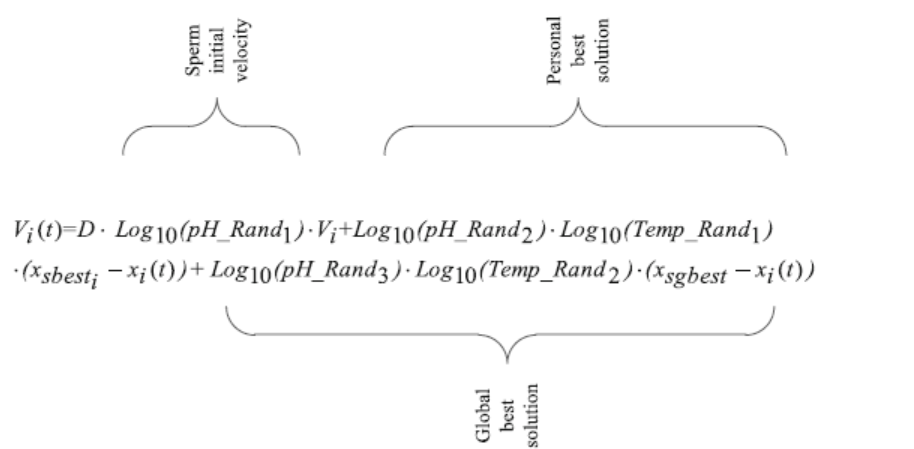 Sperm
initial
velocity
Personal
best
solution
V_i(t)=D · Log_10(pH_Rand_1) · V_i+Log_10(pH_Rand_2) · Log_10(Temp_Rand_1)
·(x_sbest_i −x_i(t))+ Log_10(pH_Rand_3) · Log_10(Temp_Rand_2)·(x_sgbest −x_i(t))
Global
best
solution